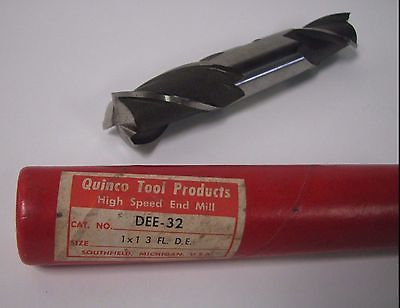 Quinco Tool Products
High Speed End Mill
CAT. NO. DEE-32
SIZE 1x1 3 FL. D.E.
SOUTHFIELD, MICHIGAN, U.S.A.